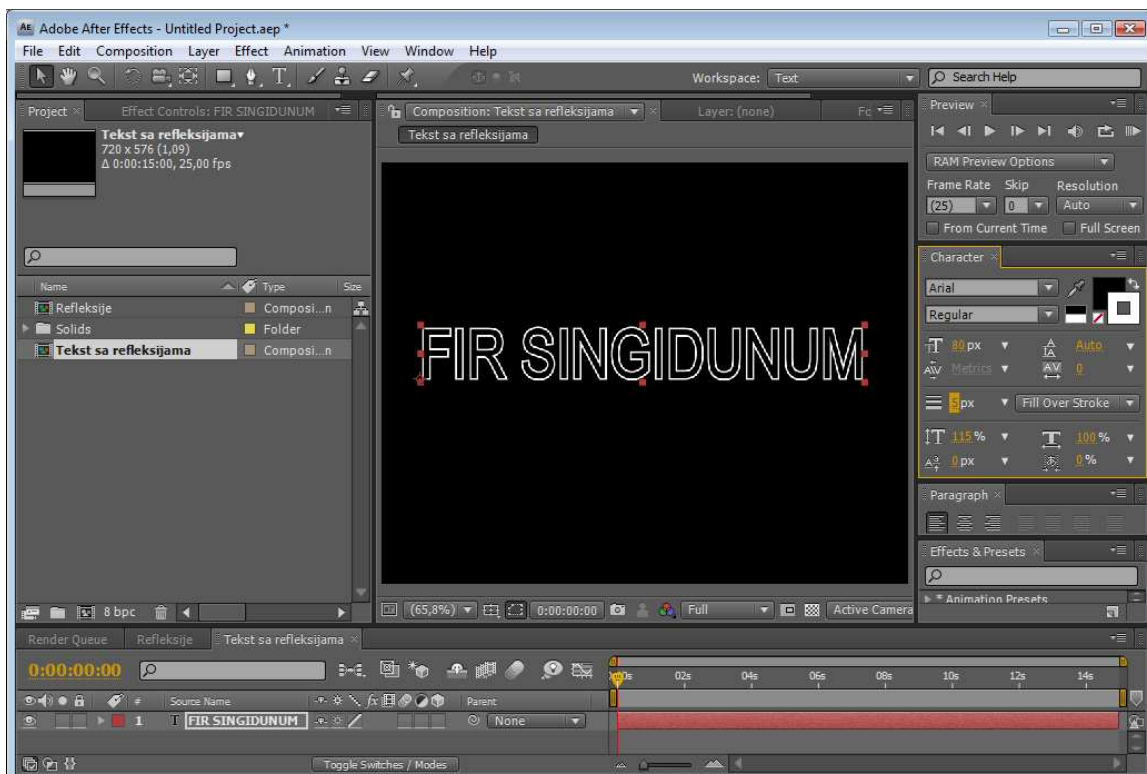 AE Adobe After Effects - Untitled Project.aep *
File Edit Composition Layer Effect Animation View Window Help
Workspace: Text Search Help
Project Effect Controls: FIR SINGIDUNUM
Tekst sa refleksijama
720 x 576 (1,09)
Δ 0:00:15:00, 25,00 fps
Name Type Size
Refleksije Composi...n
Solids Folder
Tekst sa refleksijama Composi...n
8 bpc
Composition: Tekst sa refleksijama Layer: (none)
Tekst sa refleksijama
FIR SINGIDUNUM
(65,8%) 0:00:00:00 Full Active Camera
Preview
RAM Preview Options
Frame Rate Skip Resolution
(25) 0 Auto
From Current Time Full Screen
Character
Arial
Regular
80 px Auto
Metrics 0
5 px Fill Over Stroke
115 % 100 %
0 px 0 %
Paragraph
Effects & Presets
* Animation Presets
Render Queue Refleksije Tekst sa refleksijama
0:00:00:00
02s 04s 06s 08s 10s 12s 14s
# Source Name Parent
1 T FIR SINGIDUNUM None
Toggle Switches / Modes